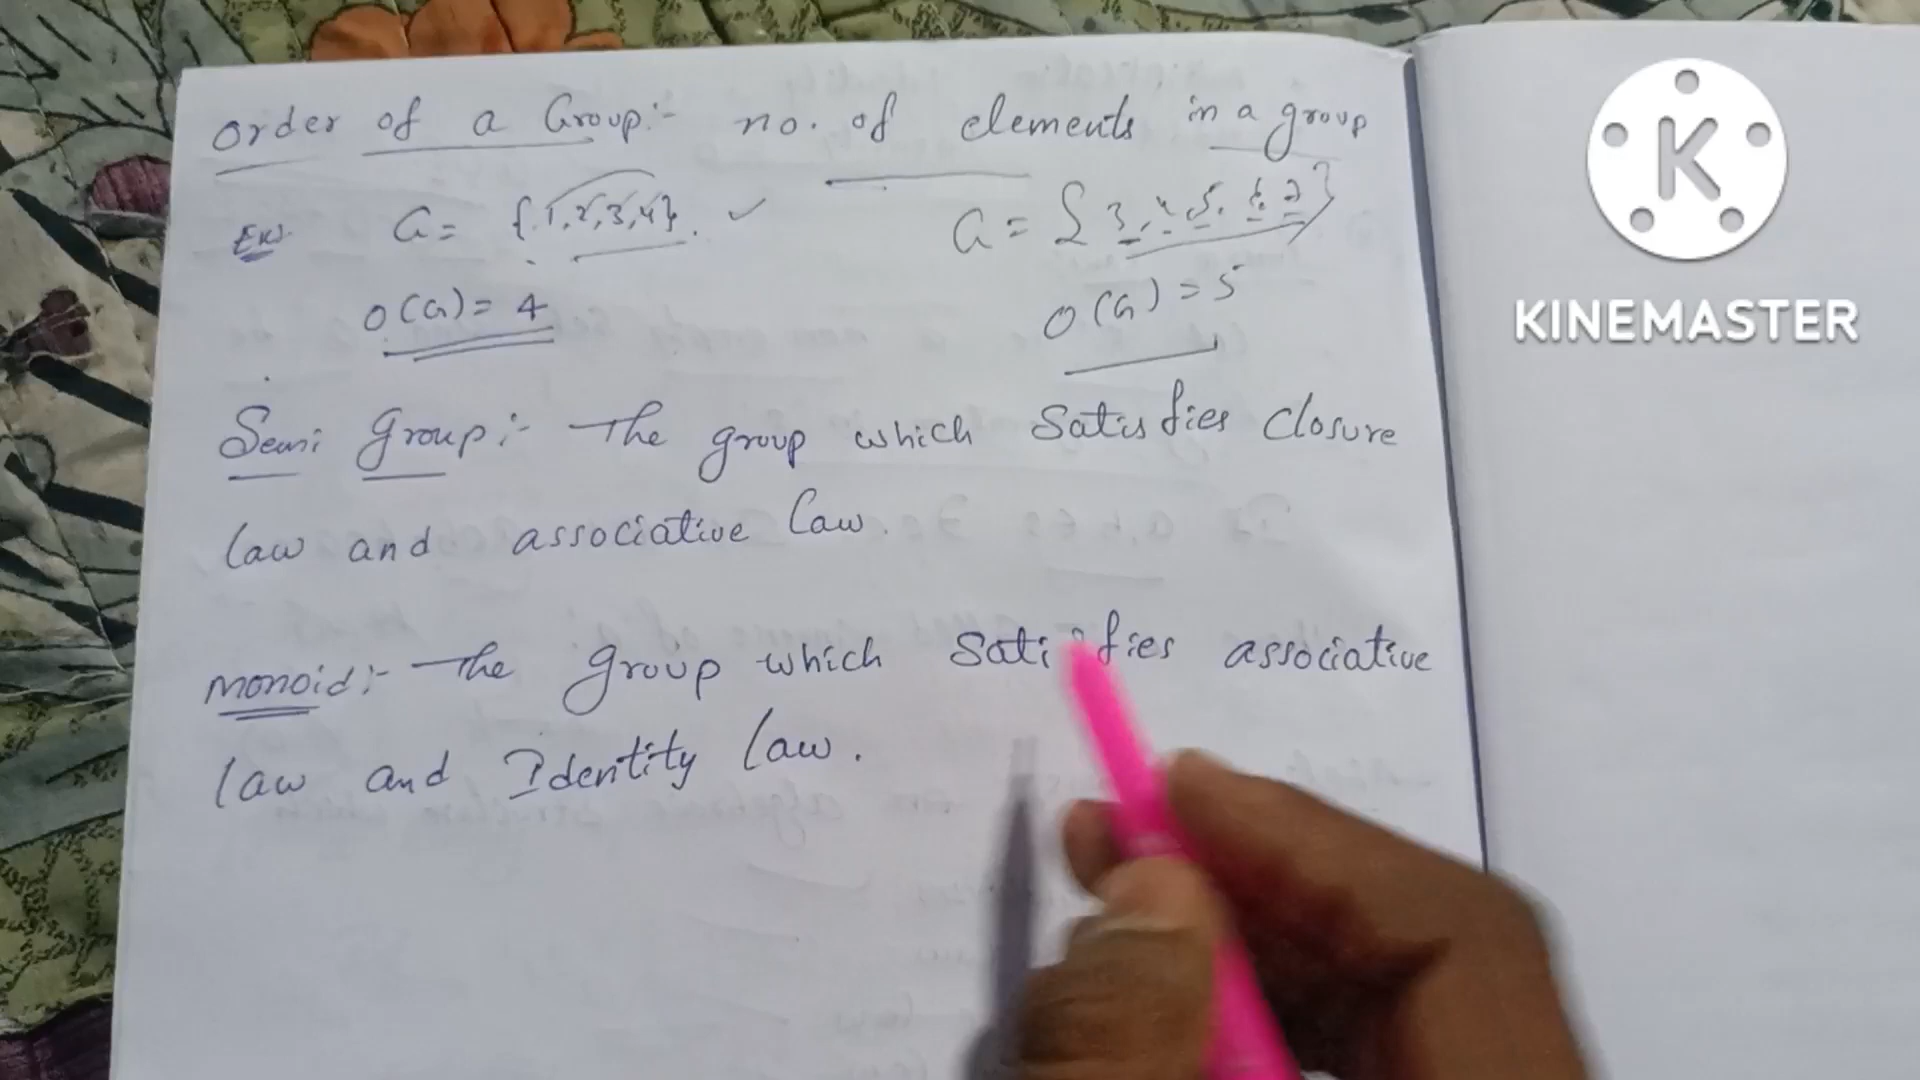 order of a Group:- no. of elements in a group
Ex:- G = {1,2,3,4}. G = {3, 4, 5, 6, 7}
O(G) = 4 O(G) = 5
Semi Group:- The group which Satisfies Closure
law and associative law.
monoid:- The group which Satisfies associative
law and Identity law.
KINEMASTER